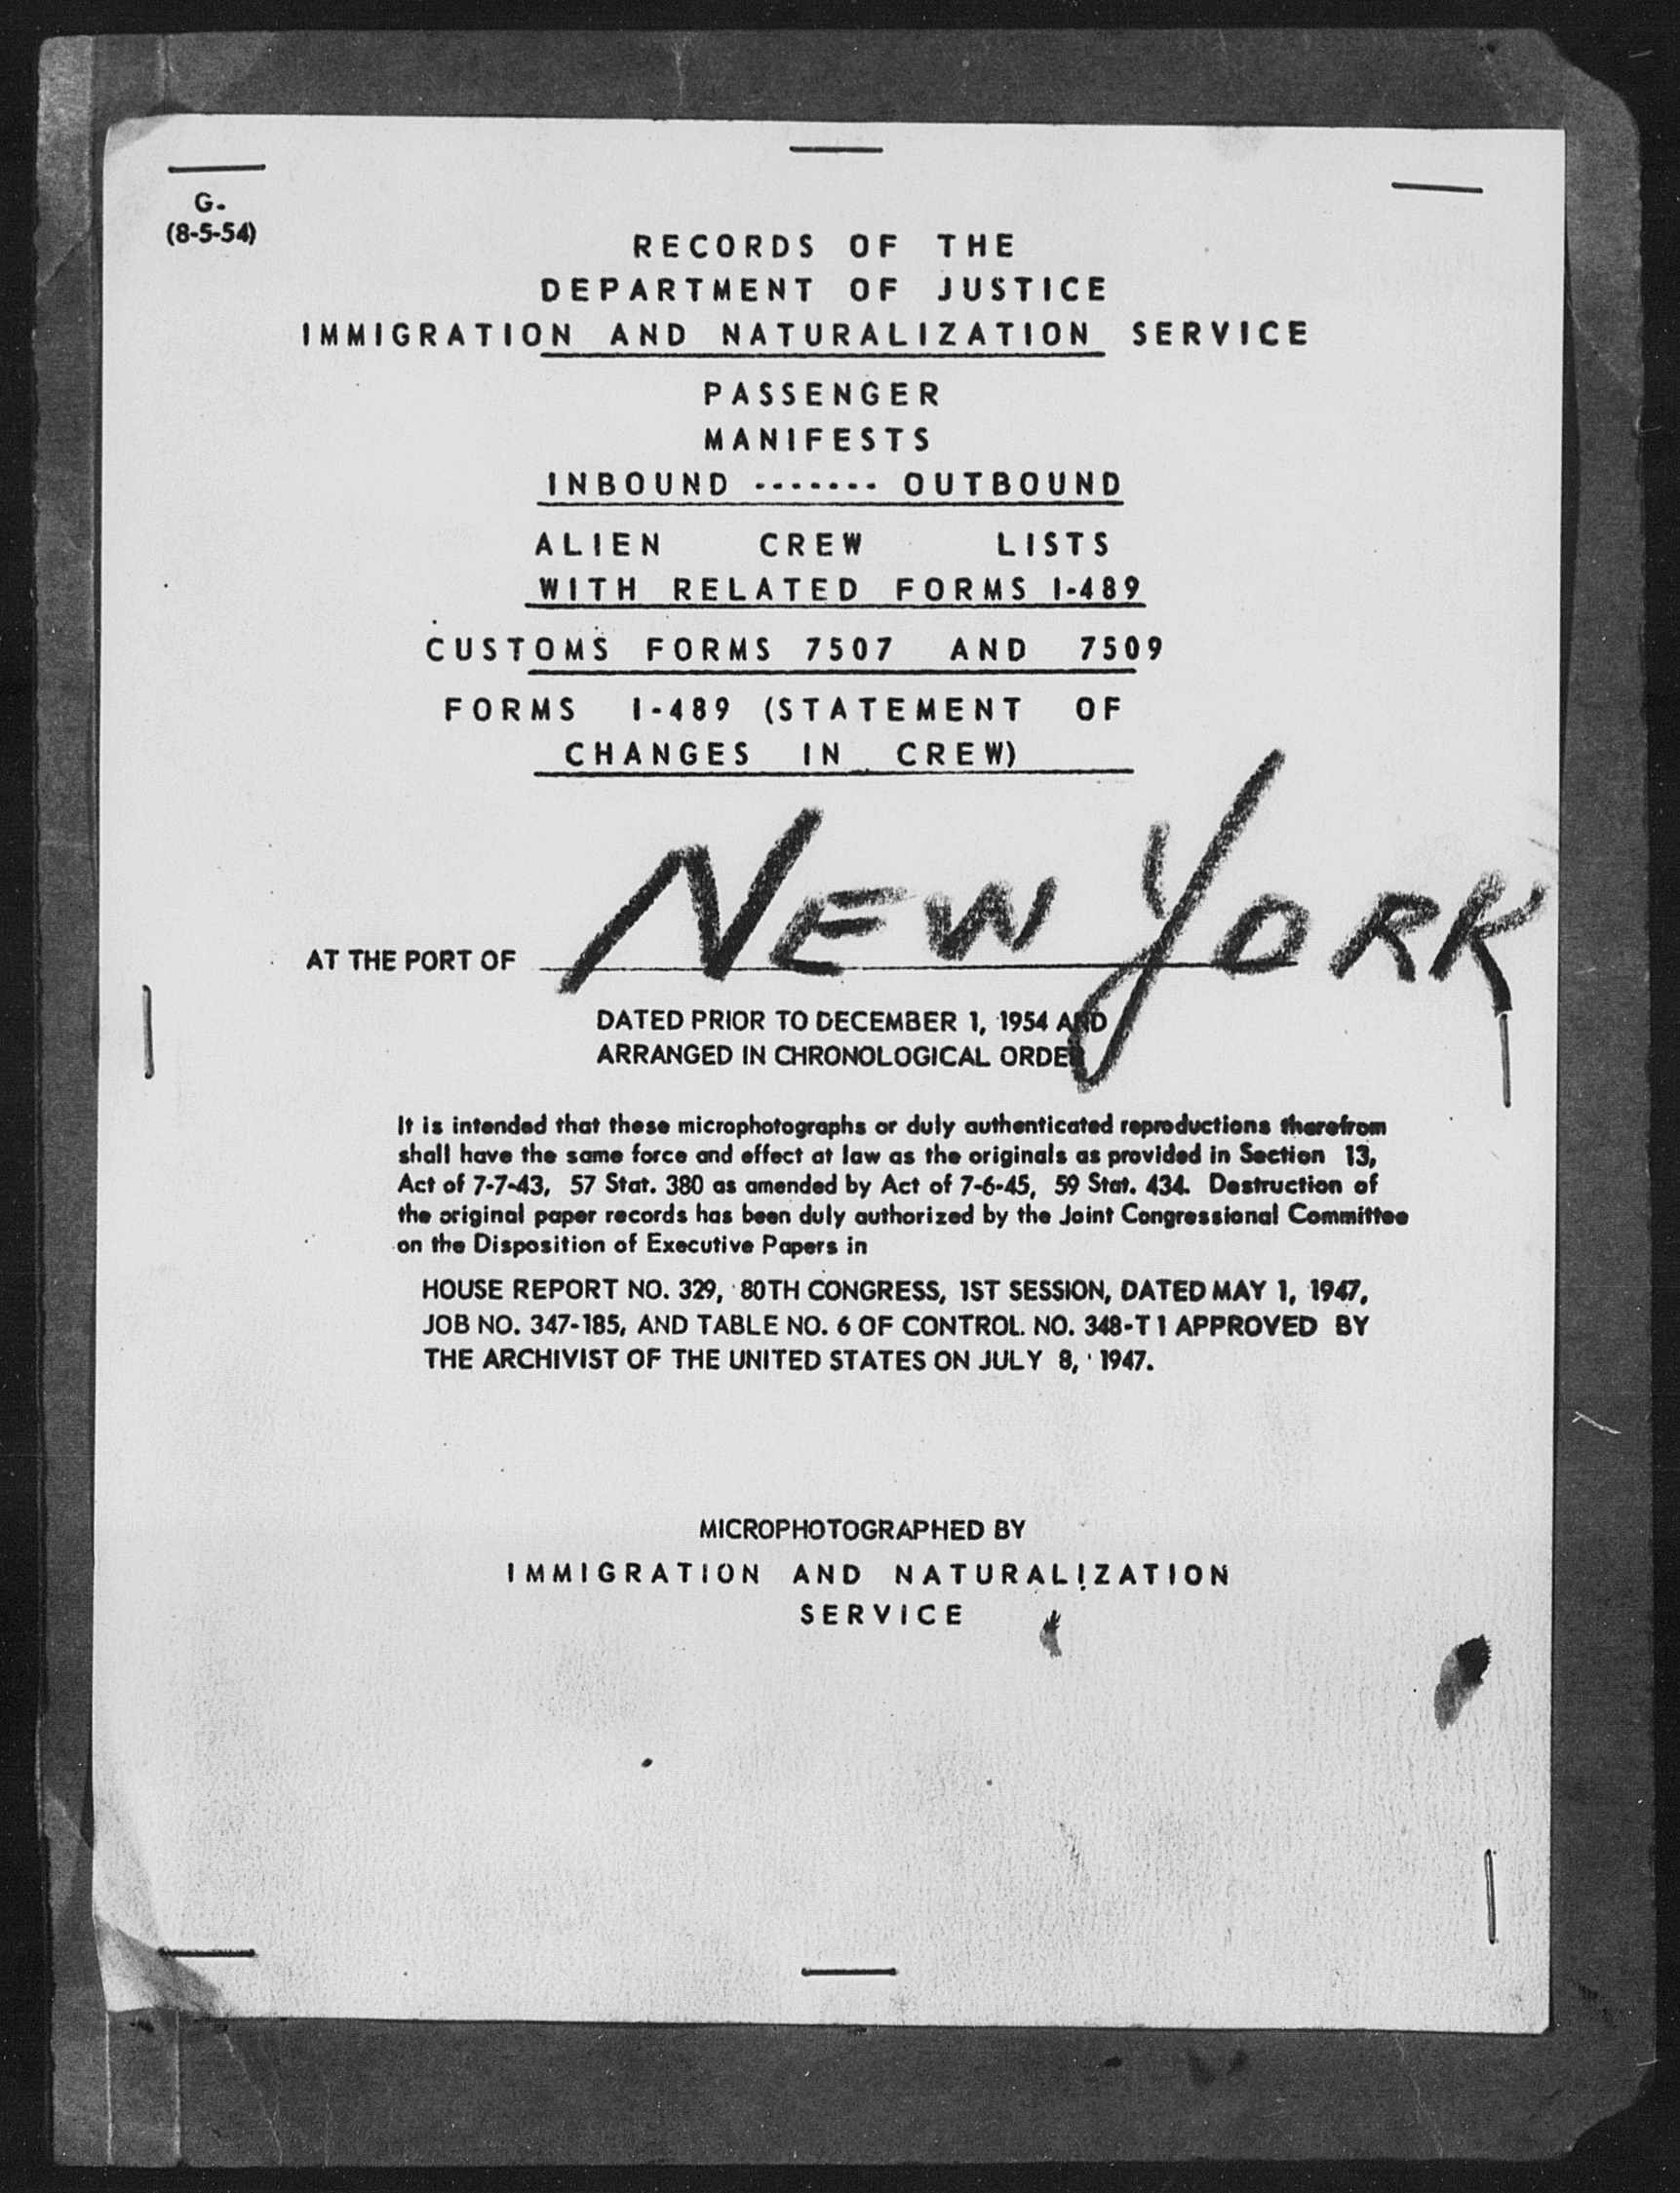 G.
(8-5-54)
RECORDS OF THE
DEPARTMENT OF JUSTICE
IMMIGRATION AND NATURALIZATION SERVICE
PASSENGER
MANIFESTS
INBOUND ------- OUTBOUND
ALIEN CREW LISTS
WITH RELATED FORMS I-489
CUSTOMS FORMS 7507 AND 7509
FORMS I-489 (STATEMENT OF
CHANGES IN CREW)
AT THE PORT OF NEW YORK
DATED PRIOR TO DECEMBER 1, 1954 AND
ARRANGED IN CHRONOLOGICAL ORDER
It is intended that these microphotographs or duly authenticated reproductions therefrom
shall have the same force and effect at law as the originals as provided in Section 13,
Act of 7-7-43, 57 Stat. 380 as amended by Act of 7-6-45, 59 Stat. 434. Destruction of
the original paper records has been duly authorized by the Joint Congressional Committee
on the Disposition of Executive Papers in
HOUSE REPORT NO. 329, 80TH CONGRESS, 1ST SESSION, DATED MAY 1, 1947,
JOB NO. 347-185, AND TABLE NO. 6 OF CONTROL NO. 348-T1 APPROVED BY
THE ARCHIVIST OF THE UNITED STATES ON JULY 8, 1947.
MICROPHOTOGRAPHED BY
IMMIGRATION AND NATURALIZATION
SERVICE